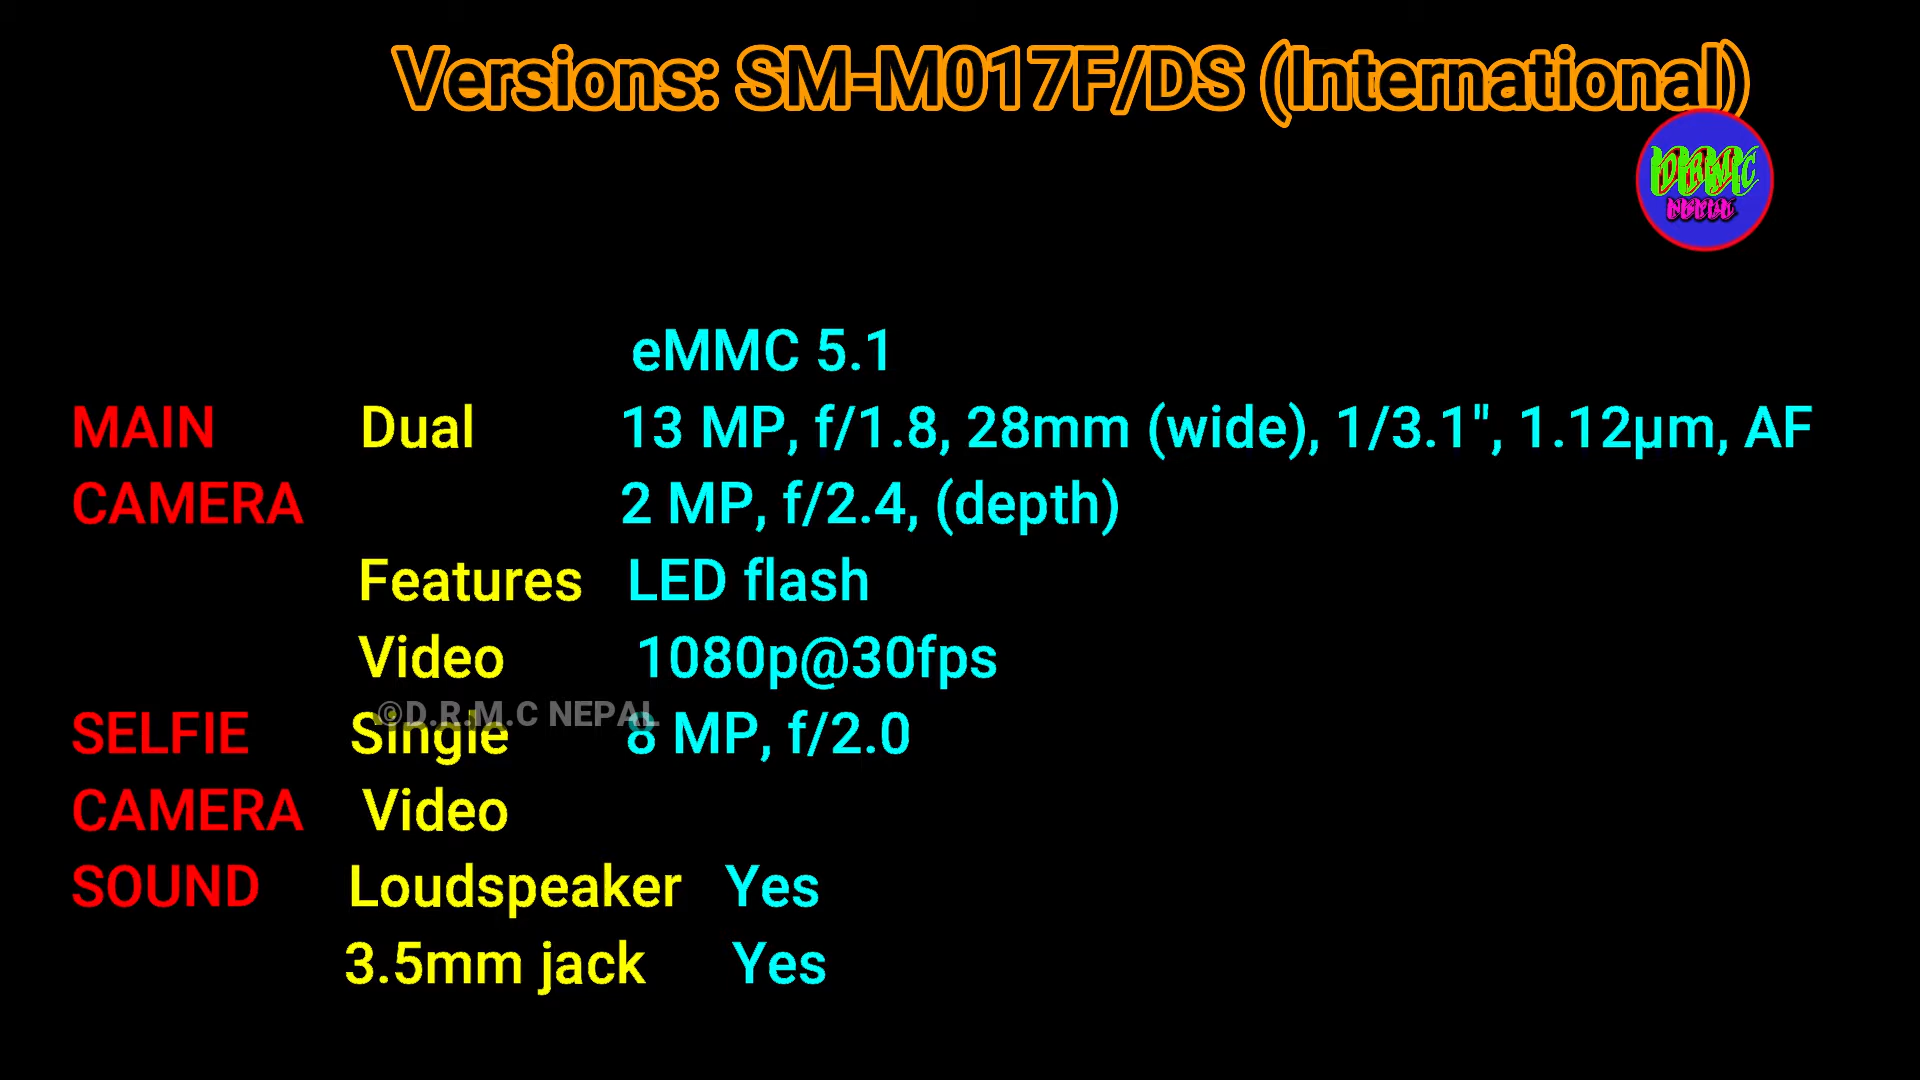 Versions: SM-M017F/DS (International)
D.R.M.C
NEPAL
eMMC 5.1
MAIN Dual 13 MP, f/1.8, 28mm (wide), 1/3.1", 1.12µm, AF
CAMERA 2 MP, f/2.4, (depth)
Features LED flash
Video 1080p@30fps
©D.R.M.C NEPAL
SELFIE Single 8 MP, f/2.0
CAMERA Video
SOUND Loudspeaker Yes
3.5mm jack Yes